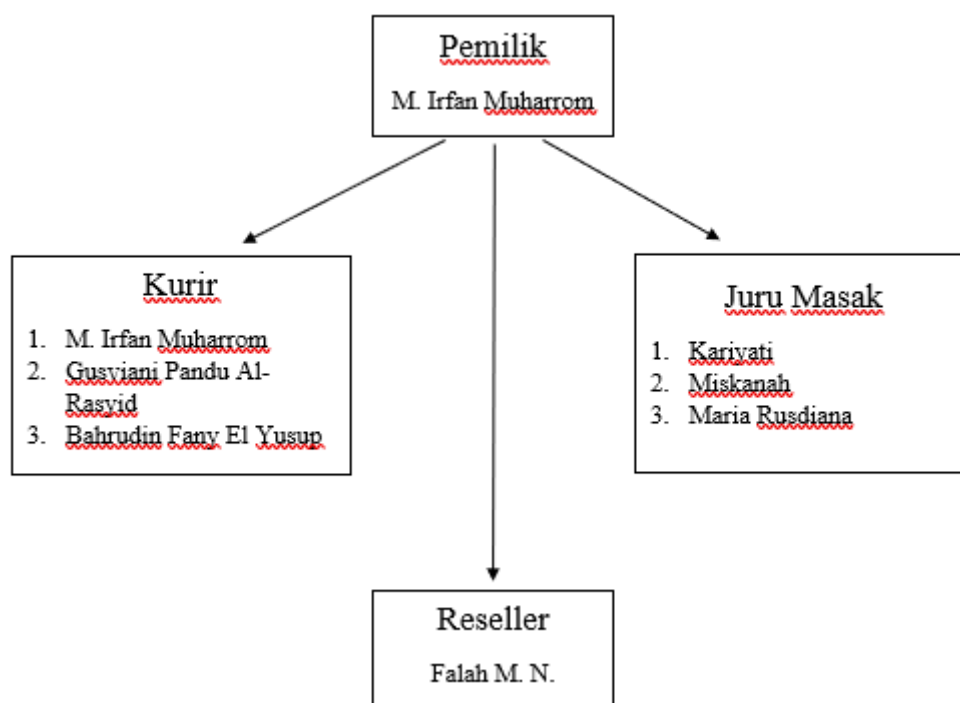 Pemilik
M. Irfan Muharrom
Kurir
1. M. Irfan Muharrom
2. Gusyiani Pandu Al-
Rasyid
3. Bahrudin Fany El Yusup
Juru Masak
1. Kariyati
2. Miskanah
3. Maria Rusdiana
Reseller
Falah M. N.